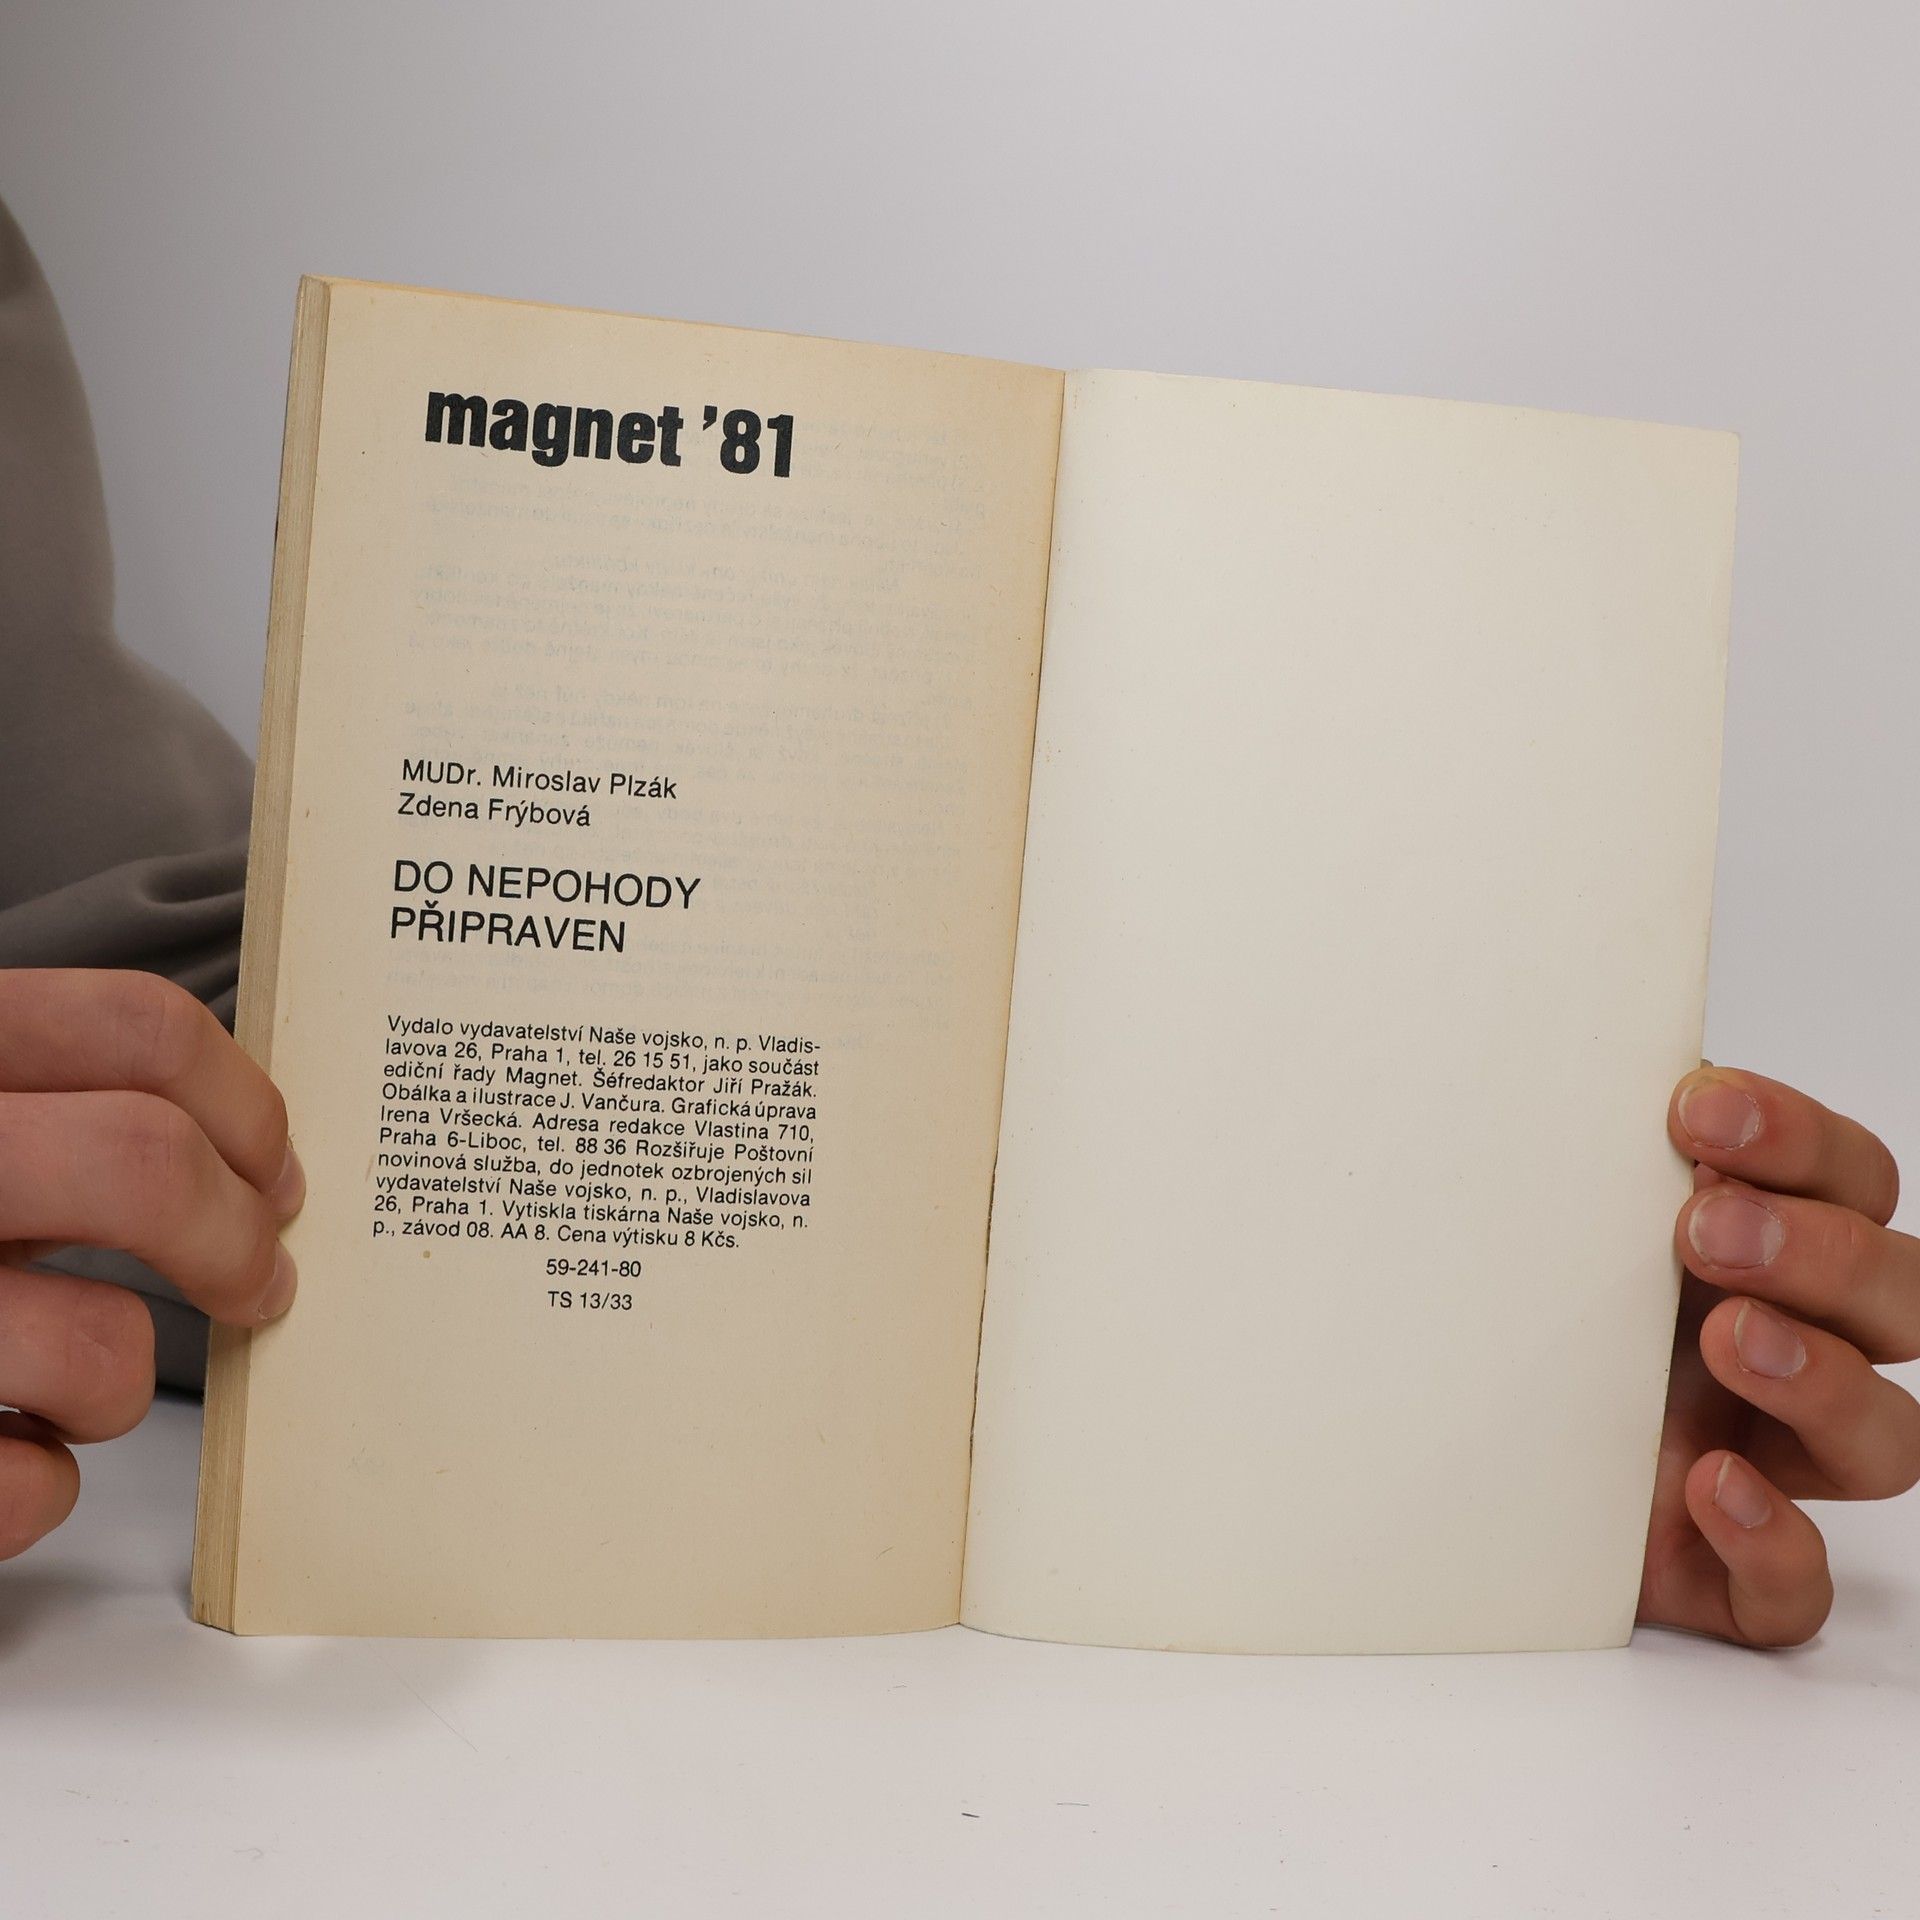 magnet ’81
MUDr. Miroslav Plzák
Zdena Frýbová
DO NEPOHODY
PŘIPRAVEN
Vydalo vydavatelství Naše vojsko, n. p. Vladis-
lavova 26, Praha 1, tel. 26 15 51, jako součást
ediční řady Magnet. Šéfredaktor Jiří Pražák.
Obálka a ilustrace J. Vančura. Grafická úprava
Irena Vršecká. Adresa redakce Vlastina 710,
Praha 6-Liboc, tel. 88 36 Rozšiřuje Poštovní
novinová služba, do jednotek ozbrojených sil
vydavatelství Naše vojsko, n. p., Vladislavova
26, Praha 1. Vytiskla tiskárna Naše vojsko, n.
p., závod 08. AA 8. Cena výtisku 8 Kčs.
59-241-80
TS 13/33